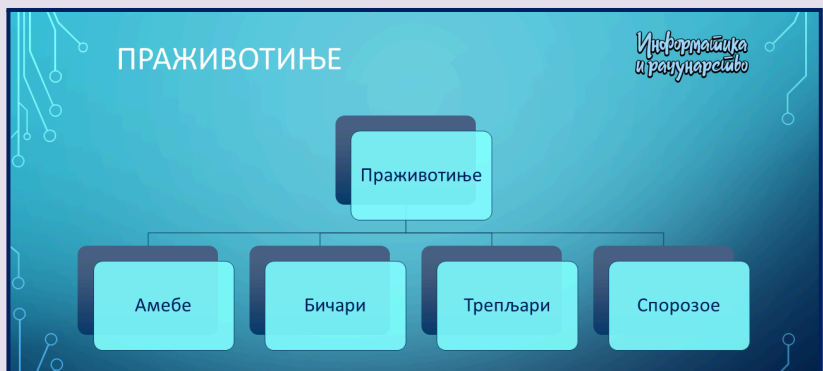 ПРАЖИВОТИЊЕ
Информатика
и рачунарство
Праживотиње
Амебе
Бичари
Трепљари
Спорозое